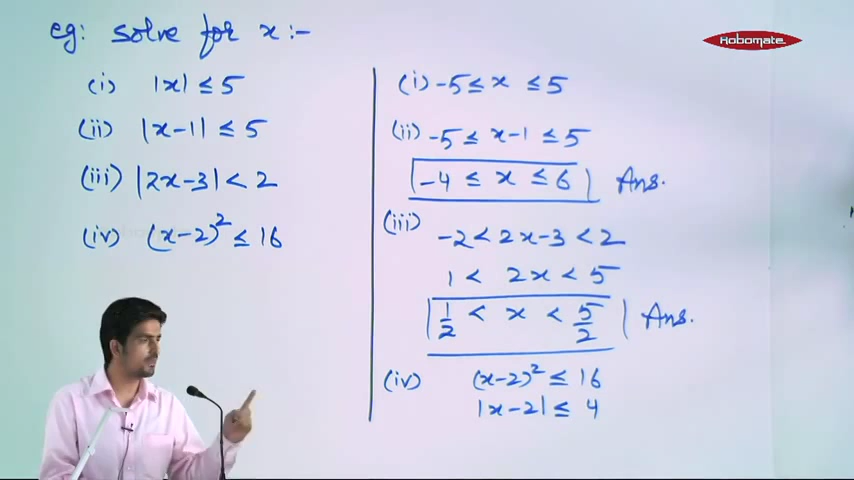 eg: solve for x :-
(i) |x| ≤ 5
(ii) |x-1| ≤ 5
(iii) |2x-3| < 2
(iv) (x-2)² ≤ 16
(i) -5 ≤ x ≤ 5
(ii) -5 ≤ x-1 ≤ 5
-4 ≤ x ≤ 6 Ans.
(iii) -2 < 2x-3 < 2
1 < 2x < 5
1/2 < x < 5/2 Ans.
(iv) (x-2)² ≤ 16
|x-2| ≤ 4
Robomate